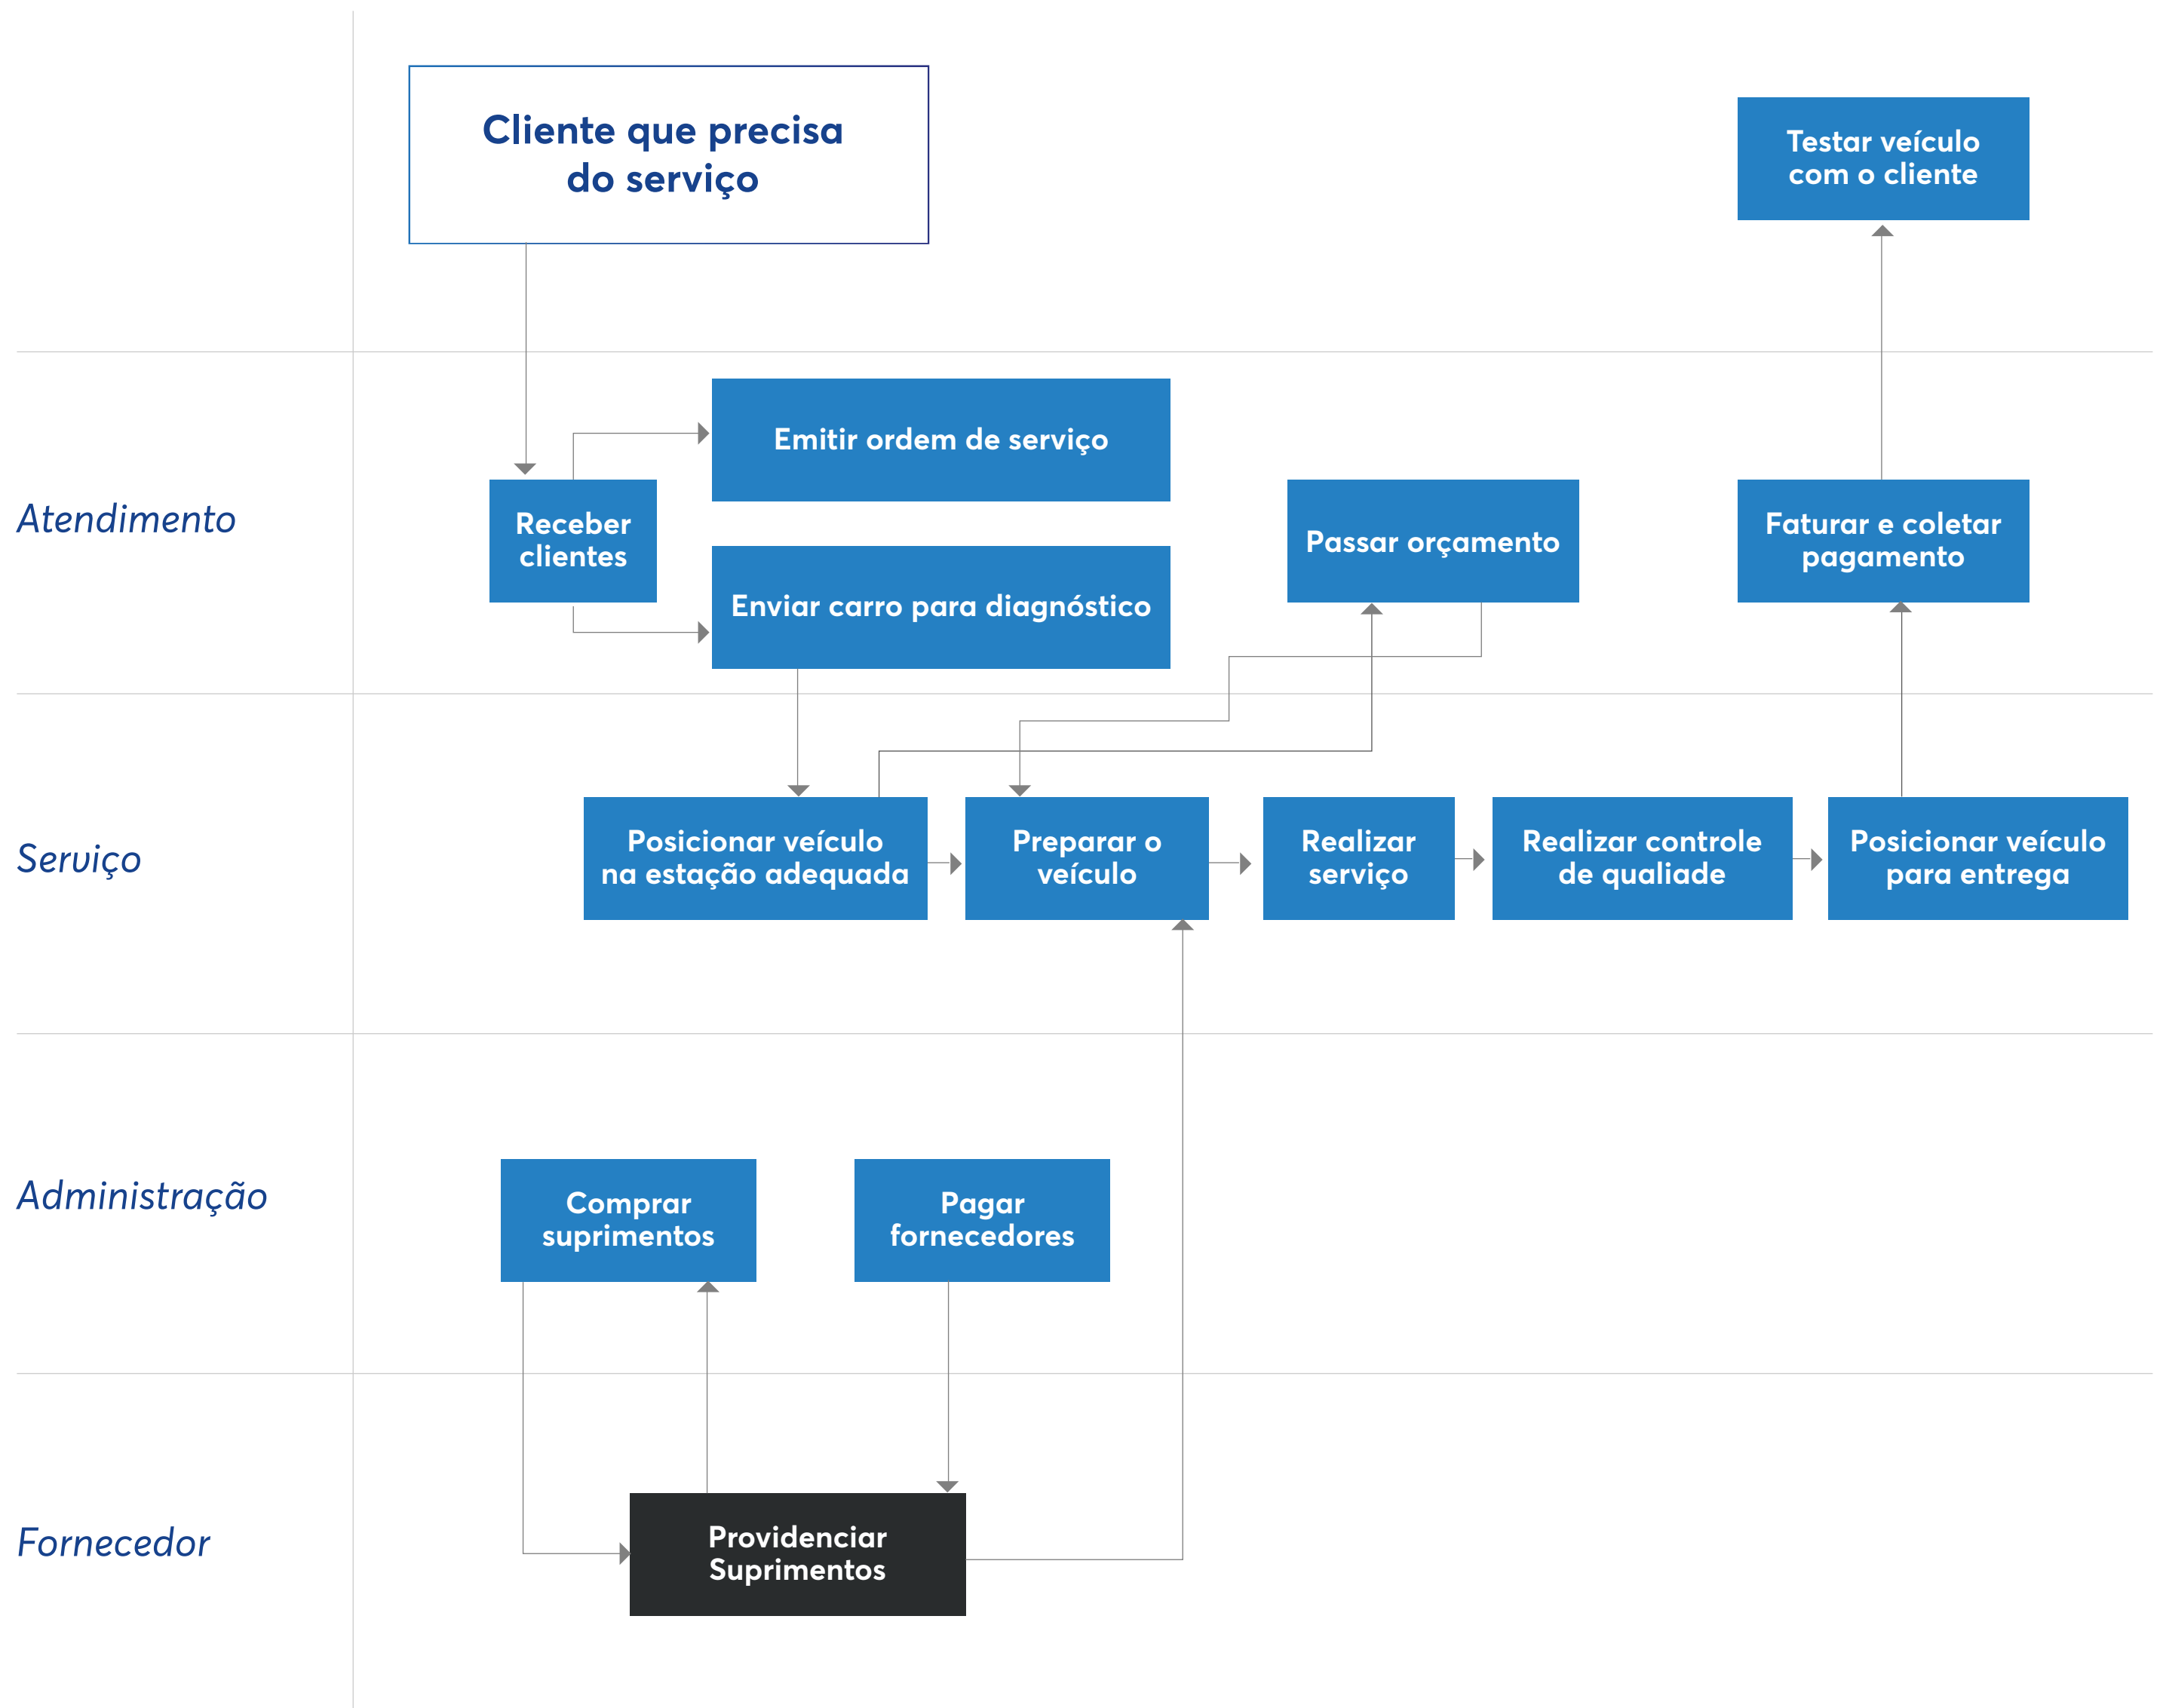 Cliente que precisa
do serviço
Testar veículo
com o cliente
Atendimento
Emitir ordem de serviço
Receber
clientes
Enviar carro para diagnóstico
Passar orçamento
Faturar e coletar
pagamento
Serviço
Posicionar veículo
na estação adequada
Preparar o
veículo
Realizar
serviço
Realizar controle
de qualiade
Posicionar veículo
para entrega
Administração
Comprar
suprimentos
Pagar
fornecedores
Fornecedor
Providenciar
Suprimentos